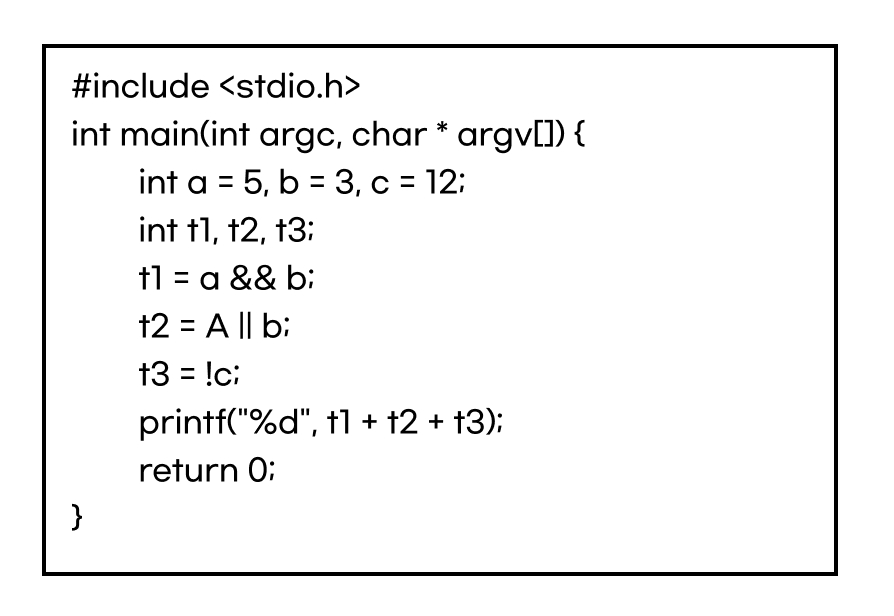 #include <stdio.h>
int main(int argc, char * argv[]) {
int a = 5, b = 3, c = 12;
int t1, t2, t3;
t1 = a && b;
t2 = A || b;
t3 = !c;
printf("%d", t1 + t2 + t3);
return 0;
}